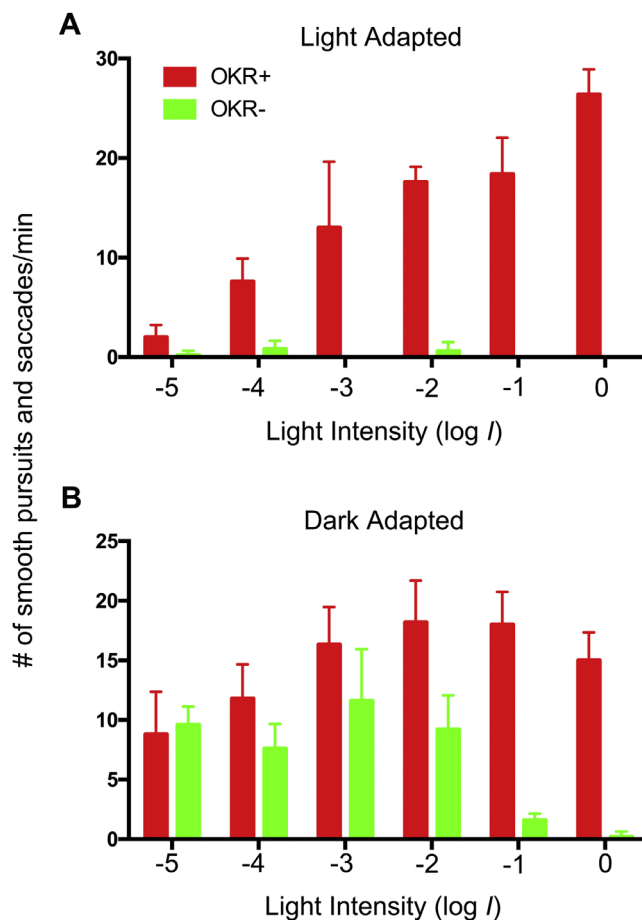 A
Light Adapted
30
20
10
0
OKR+
OKR-
-5 -4 -3 -2 -1 0
Light Intensity (log I)
# of smooth pursuits and saccades/min
B
Dark Adapted
25
20
15
10
5
0
-5 -4 -3 -2 -1 0
Light Intensity (log I)